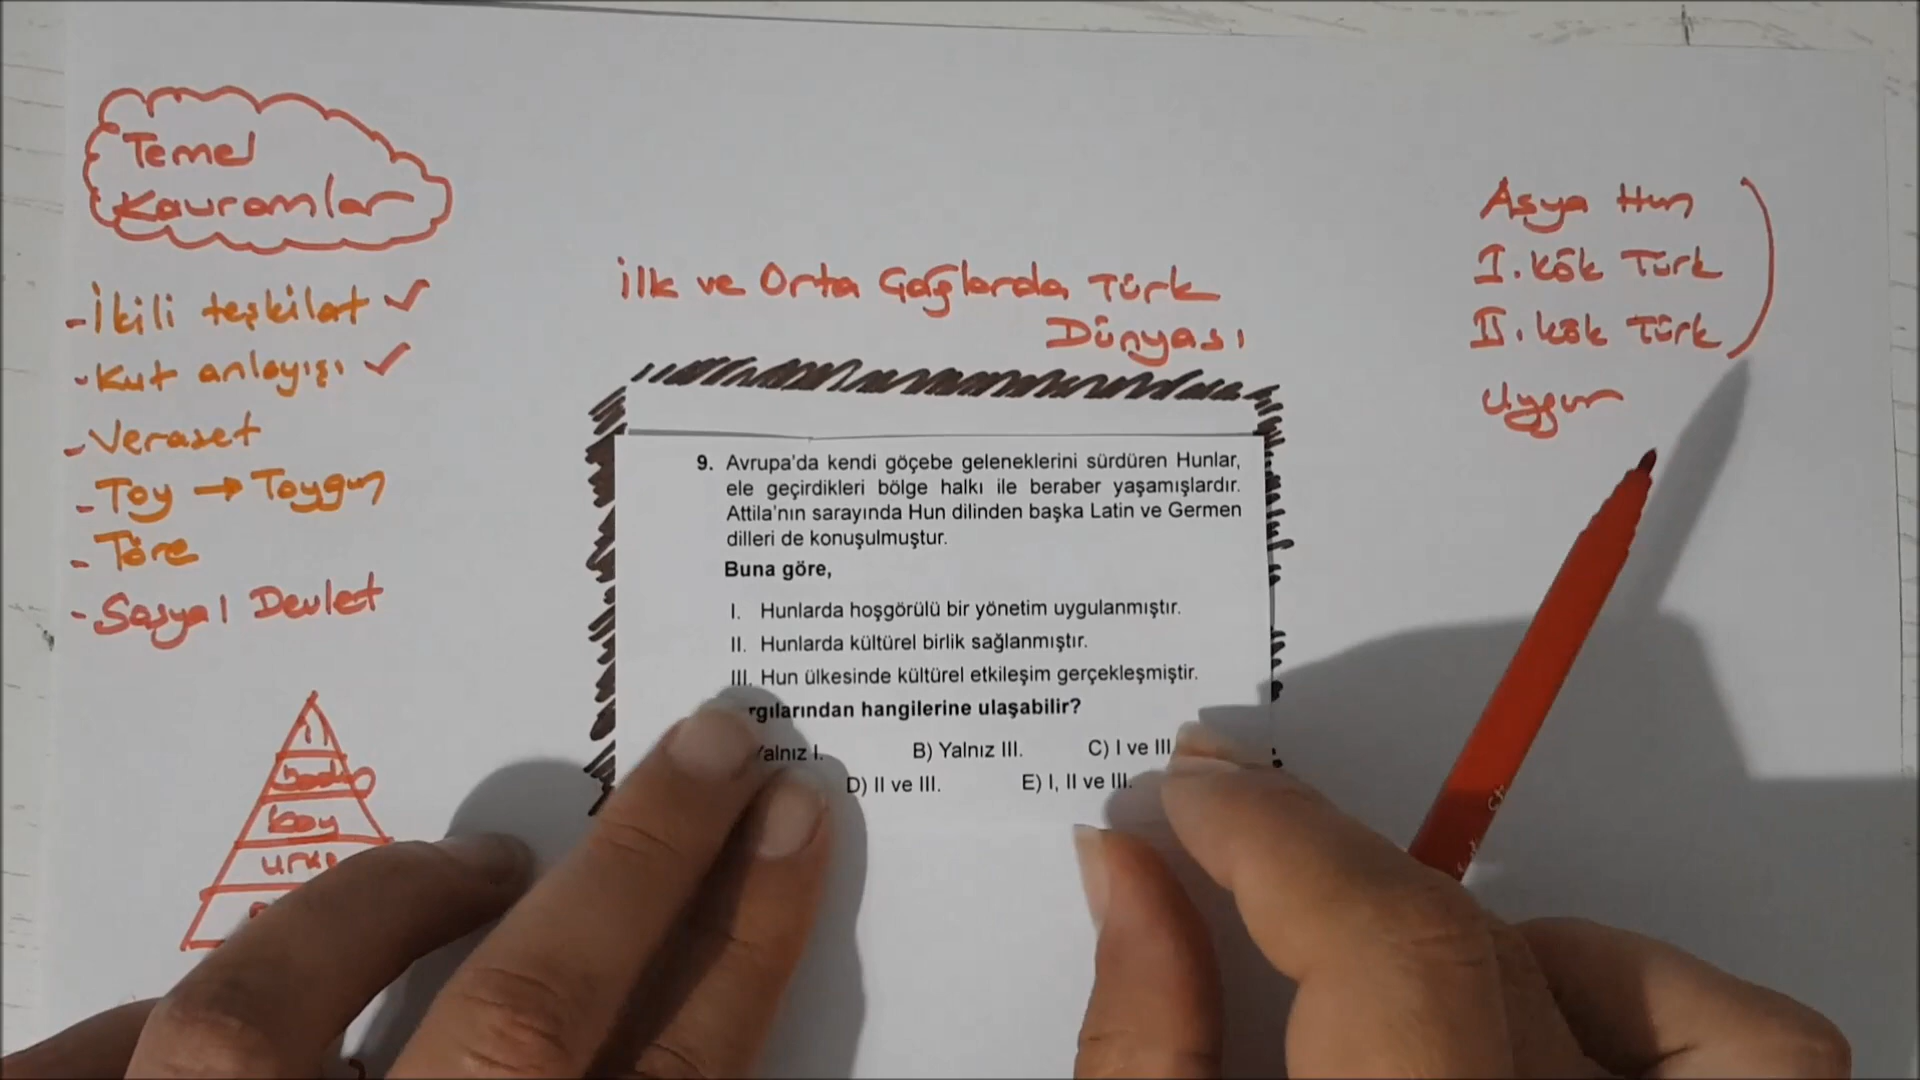 Temel
Kavramlar
- İkili teşkilat ✓
- Kut anlayışı ✓
- Veraset
- Toy → Toygun
- Töre
- Sosyal Devlet
il
boy
İlk ve Orta Çağlarda Türk
Dünyası
9. Avrupa'da kendi göçebe geleneklerini sürdüren Hunlar,
ele geçirdikleri bölge halkı ile beraber yaşamışlardır.
Attila'nın sarayında Hun dilinden başka Latin ve Germen
dilleri de konuşulmuştur.
Buna göre,
I. Hunlarda hoşgörülü bir yönetim uygulanmıştır.
II. Hunlarda kültürel birlik sağlanmıştır.
III. Hun ülkesinde kültürel etkileşim gerçekleşmiştir.
rgılarından hangilerine ulaşabilir?
Yalnız I. B) Yalnız III. C) I ve III
D) II ve III. E) I, II ve III.
Asya Hun
I. kök Türk
II. kök Türk
Uygur